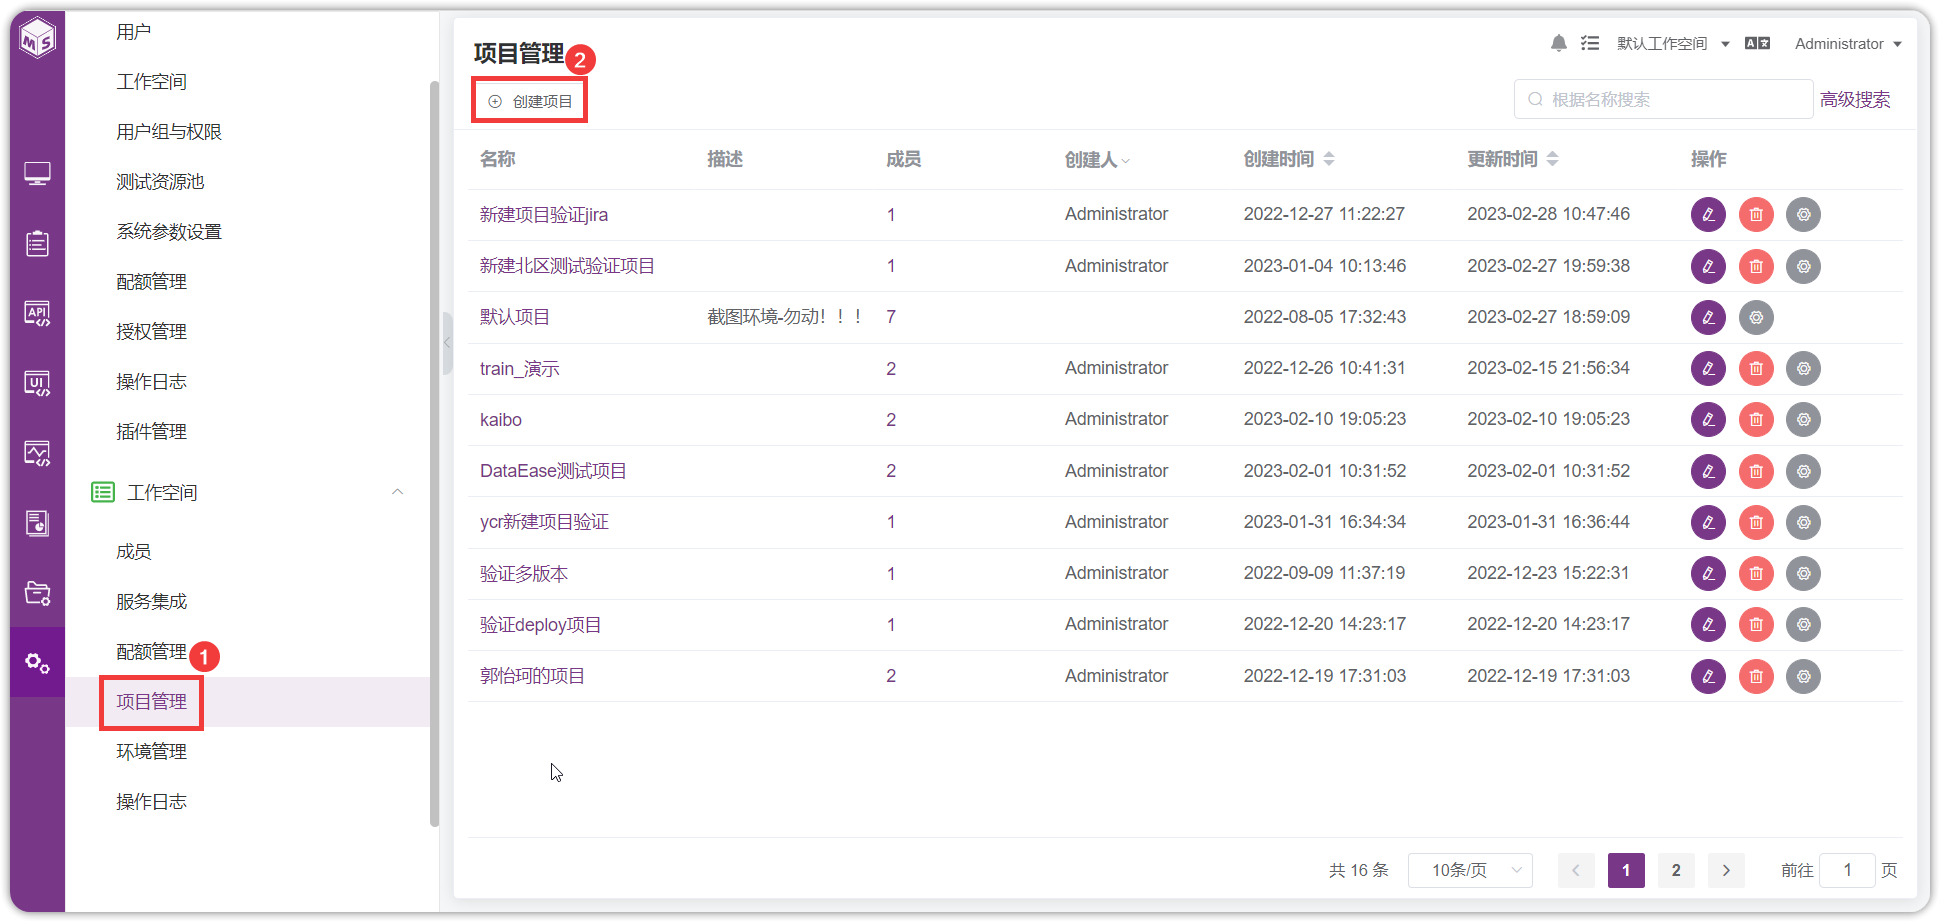 MS
API
UI
用户
工作空间
用户组与权限
测试资源池
系统参数设置
配额管理
授权管理
操作日志
插件管理
工作空间
成员
服务集成
配额管理 1
项目管理
环境管理
操作日志
项目管理 2
默认工作空间 Administrator
创建项目
根据名称搜索 高级搜索
名称 描述 成员 创建人 创建时间 更新时间 操作
新建项目验证jira 1 Administrator 2022-12-27 11:22:27 2023-02-28 10:47:46
新建北区测试验证项目 1 Administrator 2023-01-04 10:13:46 2023-02-27 19:59:38
默认项目 截图环境-勿动！！！ 7 2022-08-05 17:32:43 2023-02-27 18:59:09
train_演示 2 Administrator 2022-12-26 10:41:31 2023-02-15 21:56:34
kaibo 2 Administrator 2023-02-10 19:05:23 2023-02-10 19:05:23
DataEase测试项目 2 Administrator 2023-02-01 10:31:52 2023-02-01 10:31:52
ycr新建项目验证 1 Administrator 2023-01-31 16:34:34 2023-01-31 16:36:44
验证多版本 1 Administrator 2022-09-09 11:37:19 2022-12-23 15:22:31
验证deploy项目 1 Administrator 2022-12-20 14:23:17 2022-12-20 14:23:17
郭怡珂的项目 2 Administrator 2022-12-19 17:31:03 2022-12-19 17:31:03
共 16 条 10条/页 1 2 前往 1 页